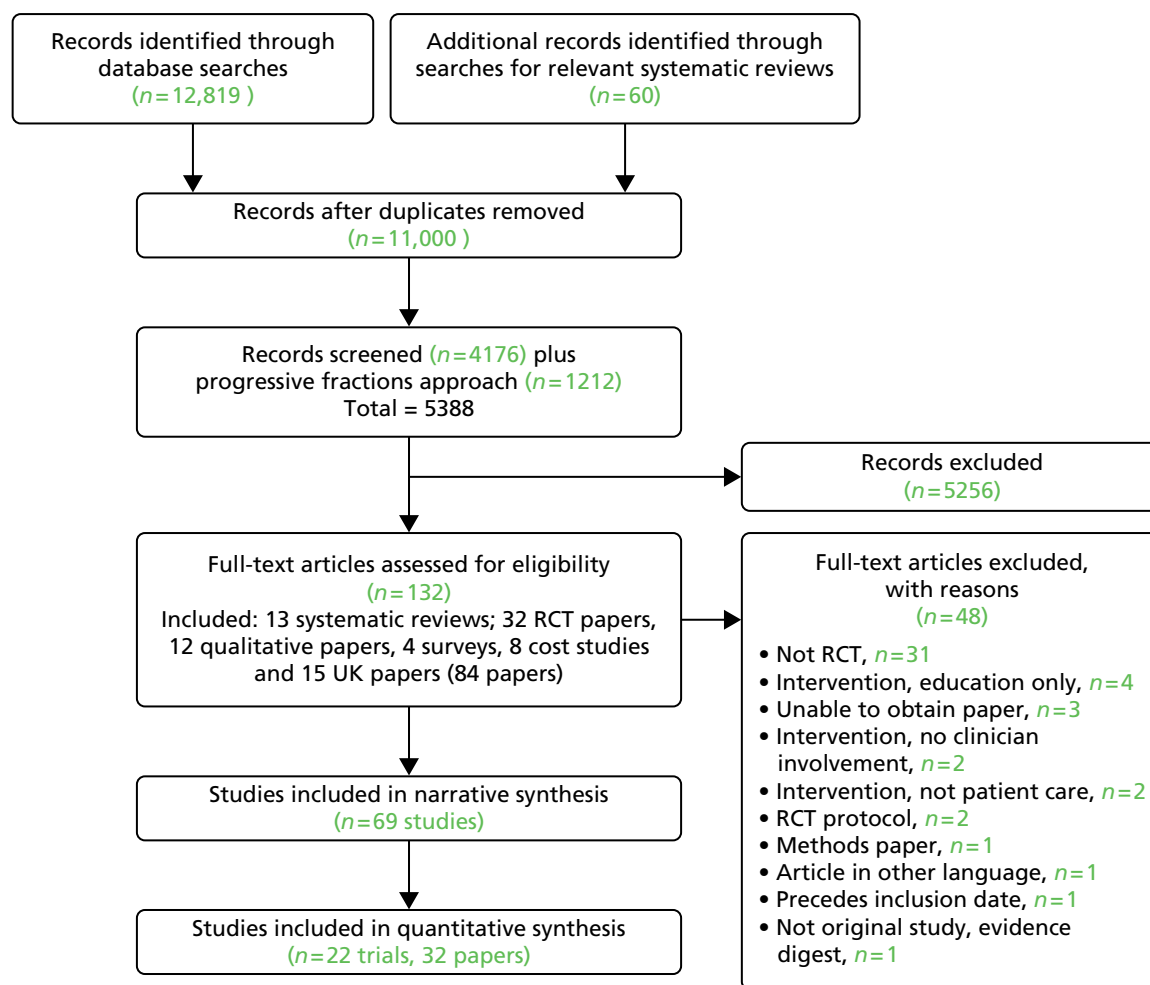 Records identified through
database searches
(n=12,819 )
Additional records identified through
searches for relevant systematic reviews
(n=60)
Records after duplicates removed
(n=11,000 )
Records screened (n=4176) plus
progressive fractions approach (n=1212)
Total = 5388
Records excluded
(n=5256)
Full-text articles assessed for eligibility
(n=132)
Included: 13 systematic reviews; 32 RCT papers,
12 qualitative papers, 4 surveys, 8 cost studies
and 15 UK papers (84 papers)
Full-text articles excluded,
with reasons
(n=48)
• Not RCT, n=31
• Intervention, education only, n=4
• Unable to obtain paper, n=3
• Intervention, no clinician
involvement, n=2
• Intervention, not patient care, n=2
• RCT protocol, n=2
• Methods paper, n=1
• Article in other language, n=1
• Precedes inclusion date, n=1
• Not original study, evidence
digest, n=1
Studies included in narrative synthesis
(n=69 studies)
Studies included in quantitative synthesis
(n=22 trials, 32 papers)